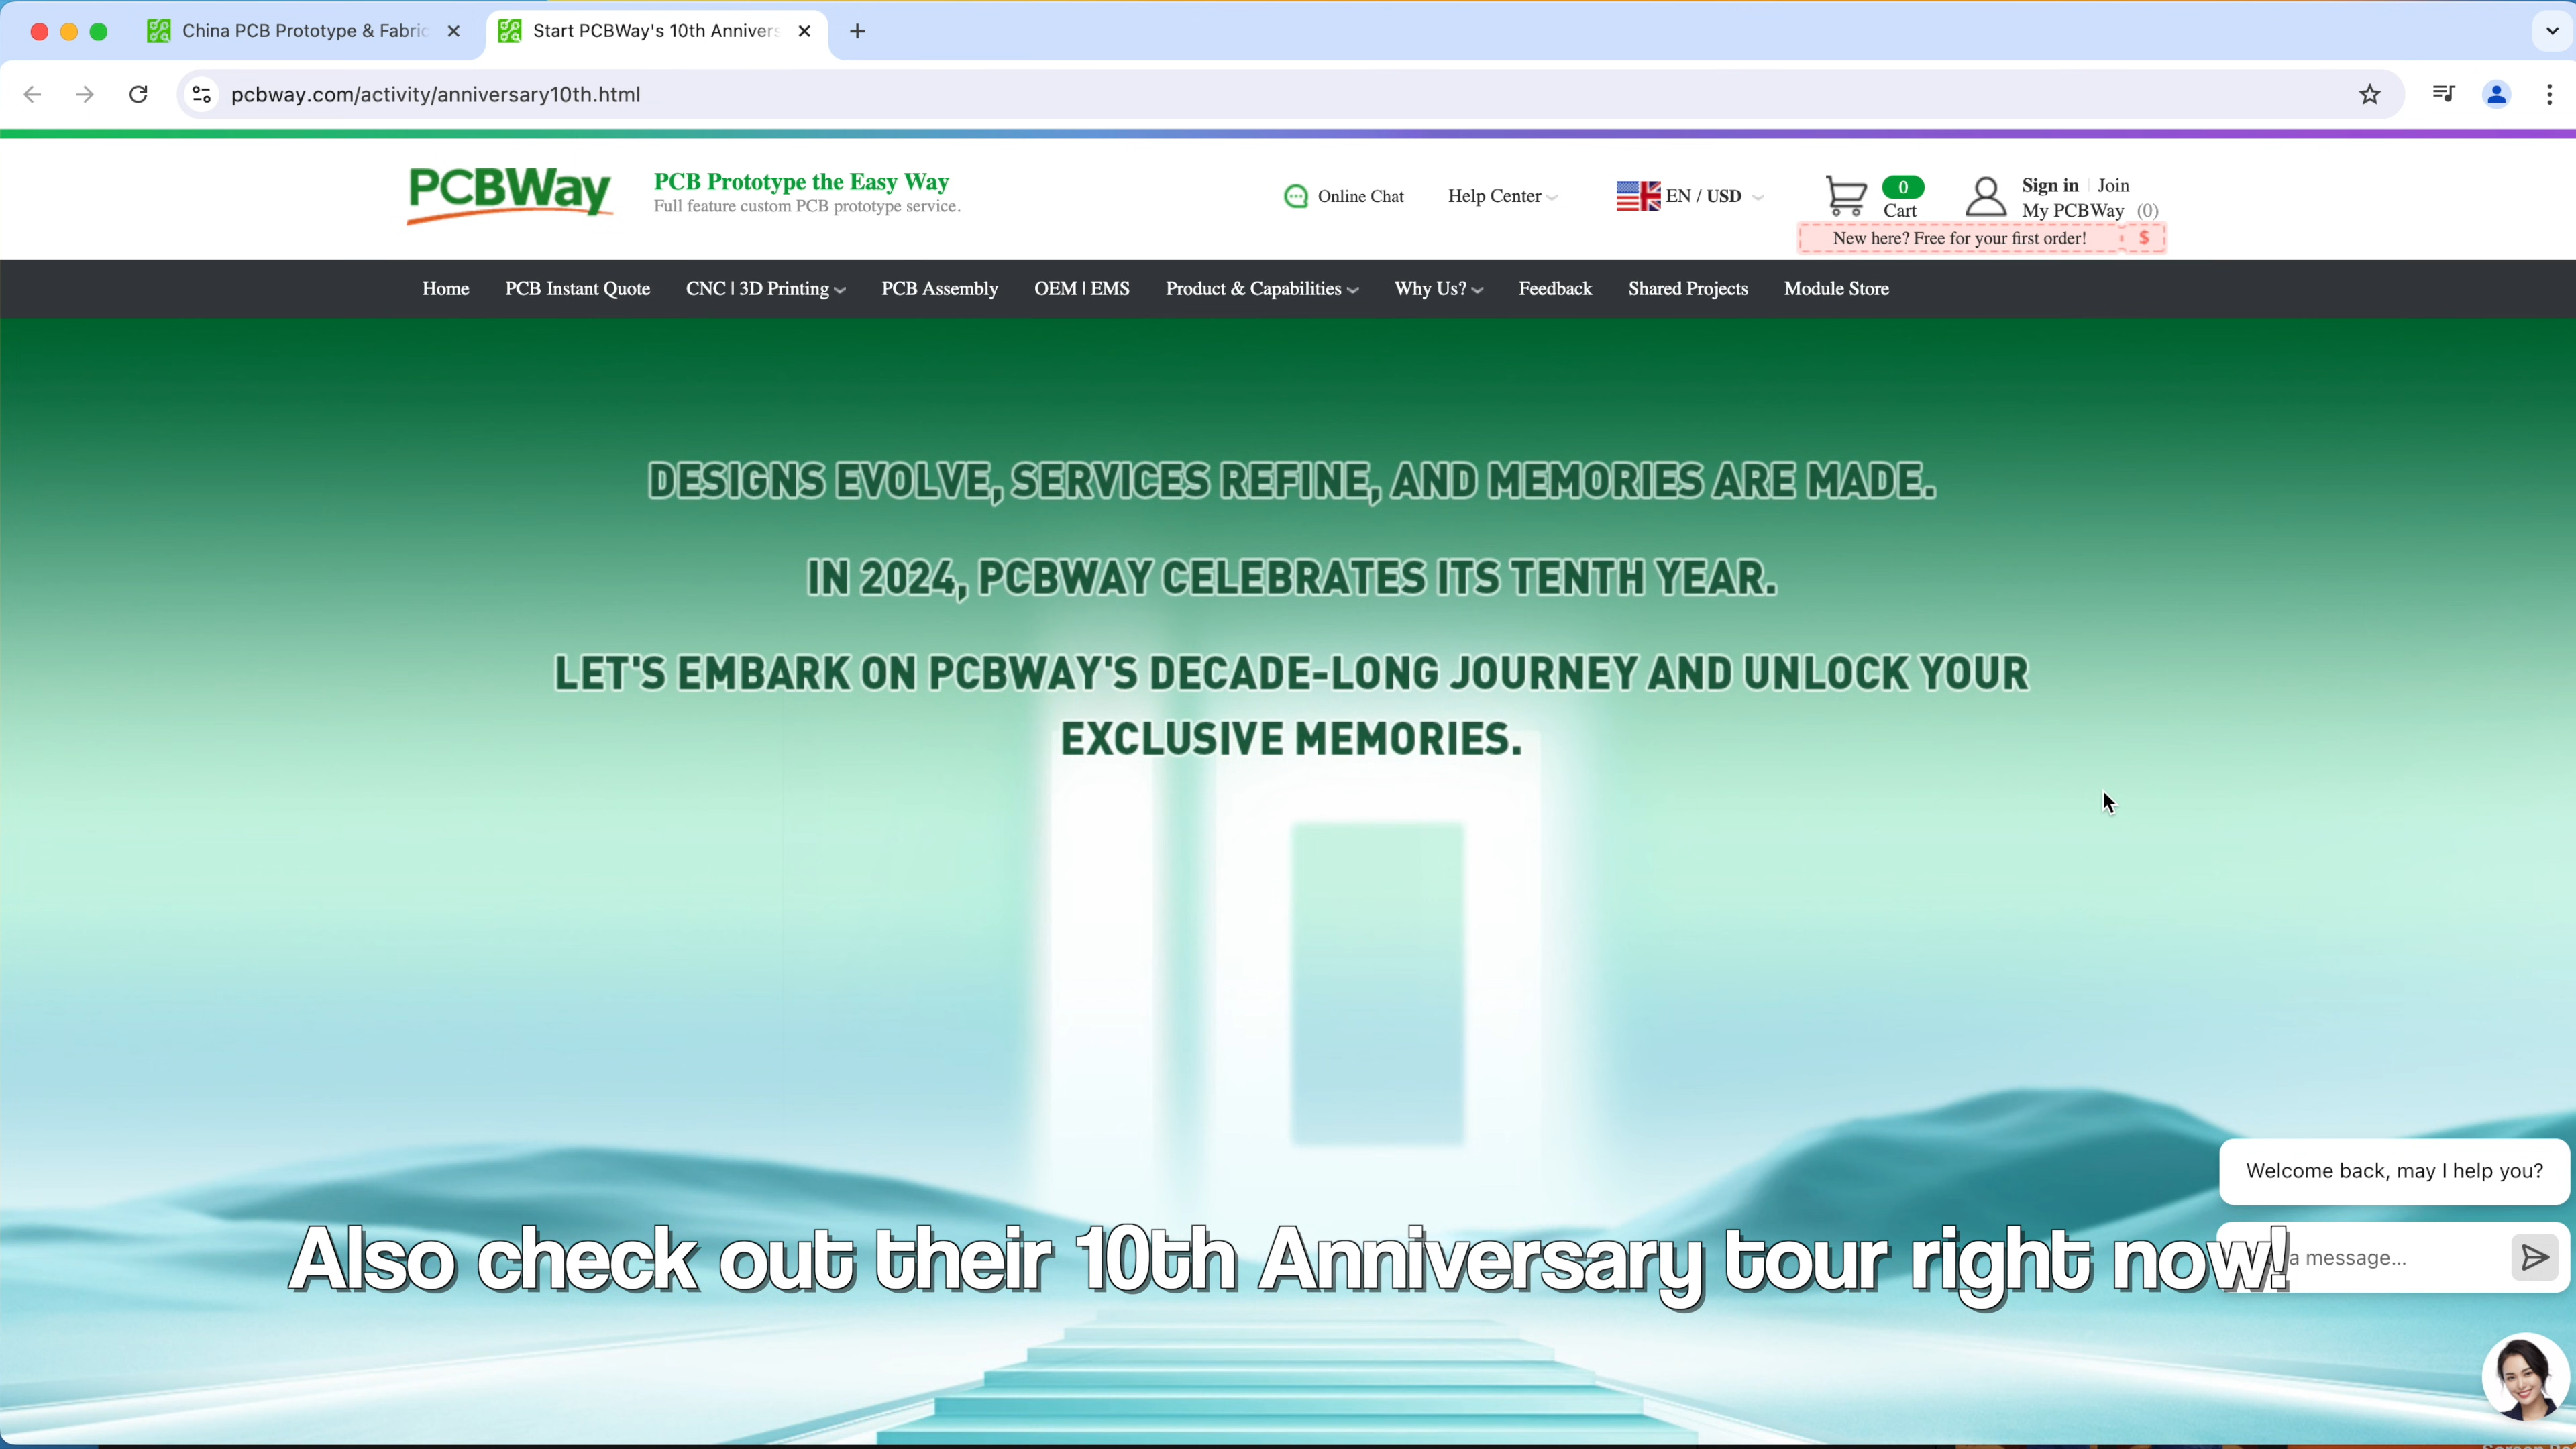 China PCB Prototype & Fabric
Start PCBWay's 10th Annivers
pcbway.com/activity/anniversary10th.html
PCBWay
PCB Prototype the Easy Way
Full feature custom PCB prototype service.
Online Chat
Help Center
EN / USD
0
Cart
Sign in Join
My PCBWay (0)
New here? Free for your first order! $
Home PCB Instant Quote CNC | 3D Printing PCB Assembly OEM | EMS Product & Capabilities Why Us? Feedback Shared Projects Module Store
DESIGNS EVOLVE, SERVICES REFINE, AND MEMORIES ARE MADE.
IN 2024, PCBWAY CELEBRATES ITS TENTH YEAR.
LET'S EMBARK ON PCBWAY'S DECADE-LONG JOURNEY AND UNLOCK YOUR
EXCLUSIVE MEMORIES.
10
Welcome back, may I help you?
a message...
Also check out their 10th Anniversary tour right now!